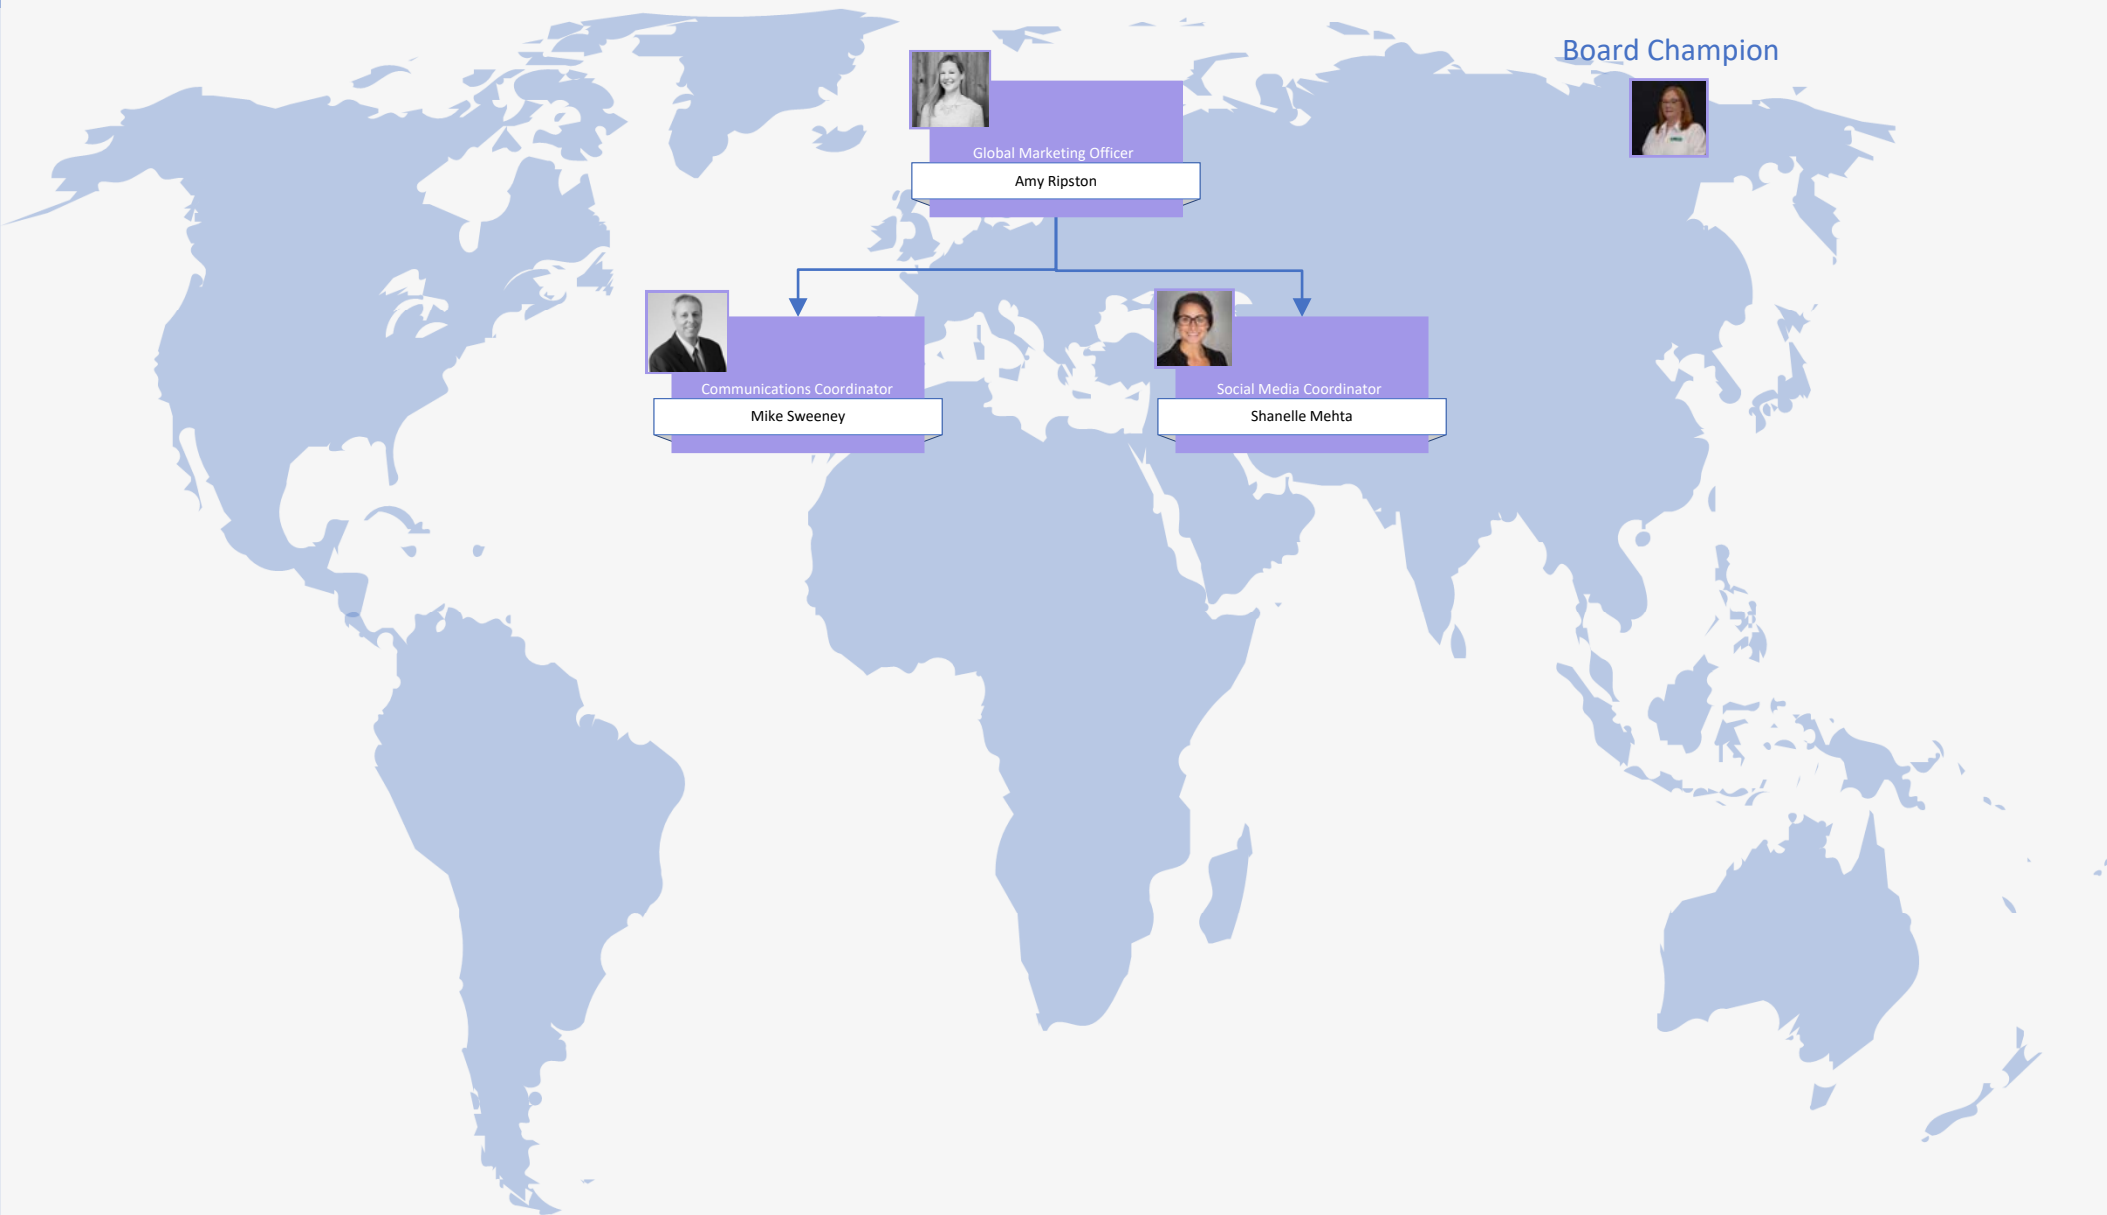 Board Champion
Global Marketing Officer
Amy Ripston
Communications Coordinator
Mike Sweeney
Social Media Coordinator
Shanelle Mehta